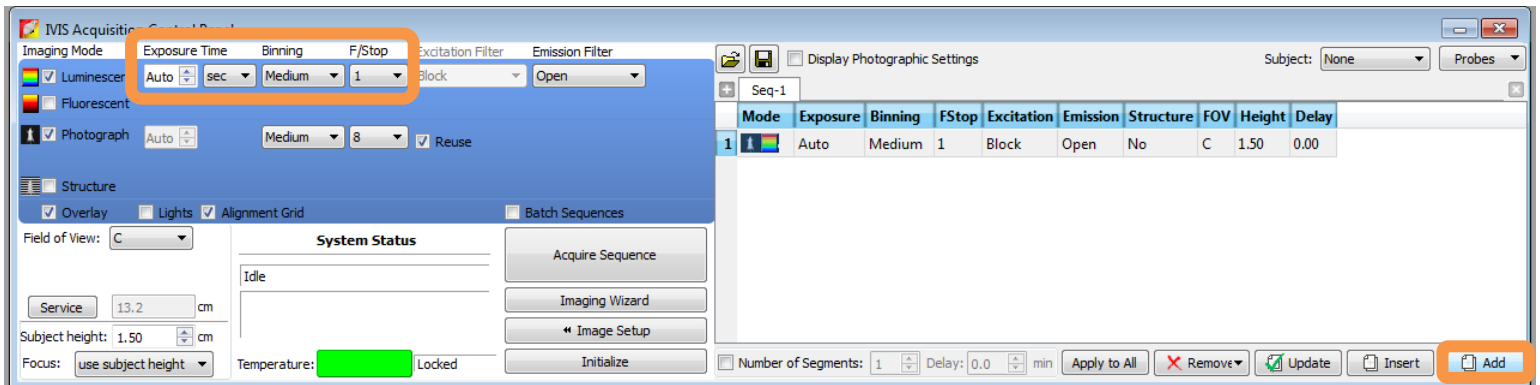 IVIS Acquisition Control Panel
Imaging Mode Exposure Time Binning F/Stop Excitation Filter Emission Filter
Luminescen Auto sec Medium 1 Block Open
Fluorescent
Photograph Auto Medium 8 Reuse
Structure
Overlay Lights Alignment Grid Batch Sequences
Field of View: C
System Status
Idle
Service 13.2 cm
Subject height: 1.50 cm
Focus: use subject height
Temperature: Locked
Acquire Sequence
Imaging Wizard
Image Setup
Initialize
Display Photographic Settings Subject: None Probes
Seq-1
Mode Exposure Binning FStop Excitation Emission Structure FOV Height Delay
1 Auto Medium 1 Block Open No C 1.50 0.00
Number of Segments: 1 Delay: 0.0 min Apply to All Remove Update Insert Add